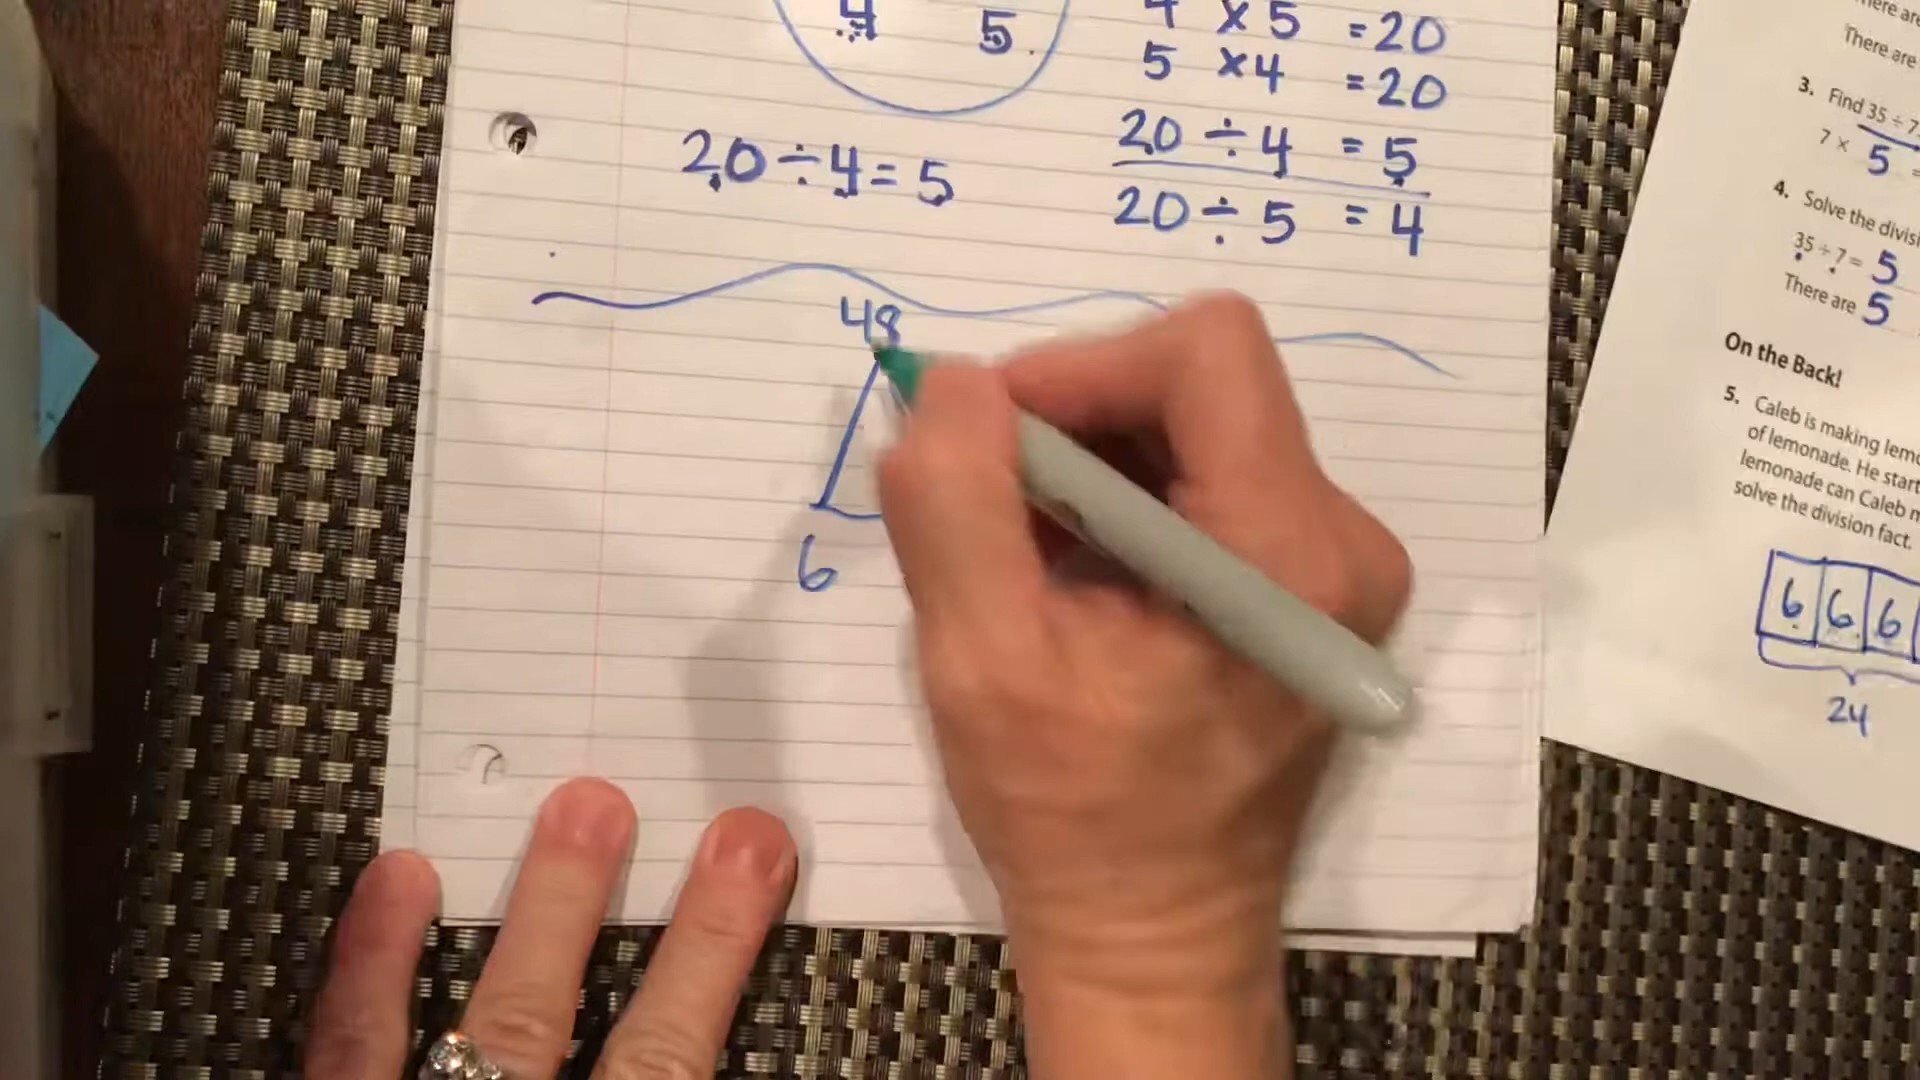 4 5
4 × 5 = 20
5 × 4 = 20
20 ÷ 4 = 5
20 ÷ 4 = 5
20 ÷ 5 = 4
48
6
There are
3. Find 35 ÷ 7.
7 × 5 =
4. Solve the
35 ÷ 7 = 5
There are 5
On the Back!
5. Caleb is making
of lemonade. He
lemonade can Caleb
solve the division fact.
6 6 6
24